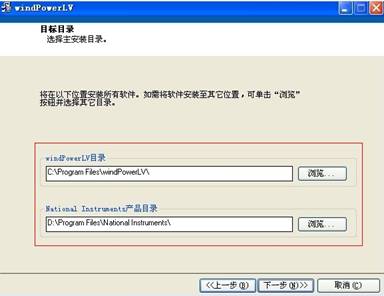 windPowerLV
目标目录
选择主安装目录。
将在以下位置安装所有软件。如需将软件安装至其它位置，可单击“浏览”
按钮并选择其它目录。
windPowerLV目录
C:\Program Files\windPowerLV\
浏览...
National Instruments产品目录
D:\Program Files\National Instruments\
浏览...
<<上一步(B)
下一步(N)>>
取消(C)